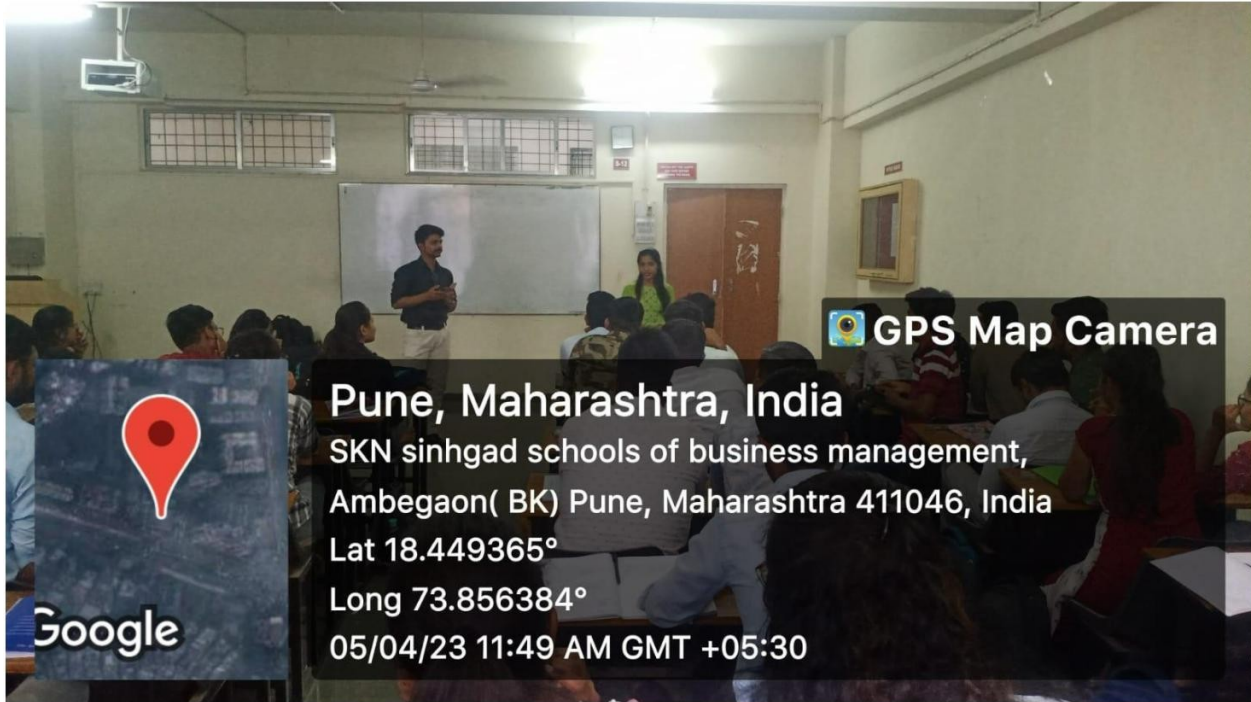 S-12
GPS Map Camera
Pune, Maharashtra, India
SKN sinhgad schools of business management,
Ambegaon( BK) Pune, Maharashtra 411046, India
Lat 18.449365°
Long 73.856384°
05/04/23 11:49 AM GMT +05:30
Google